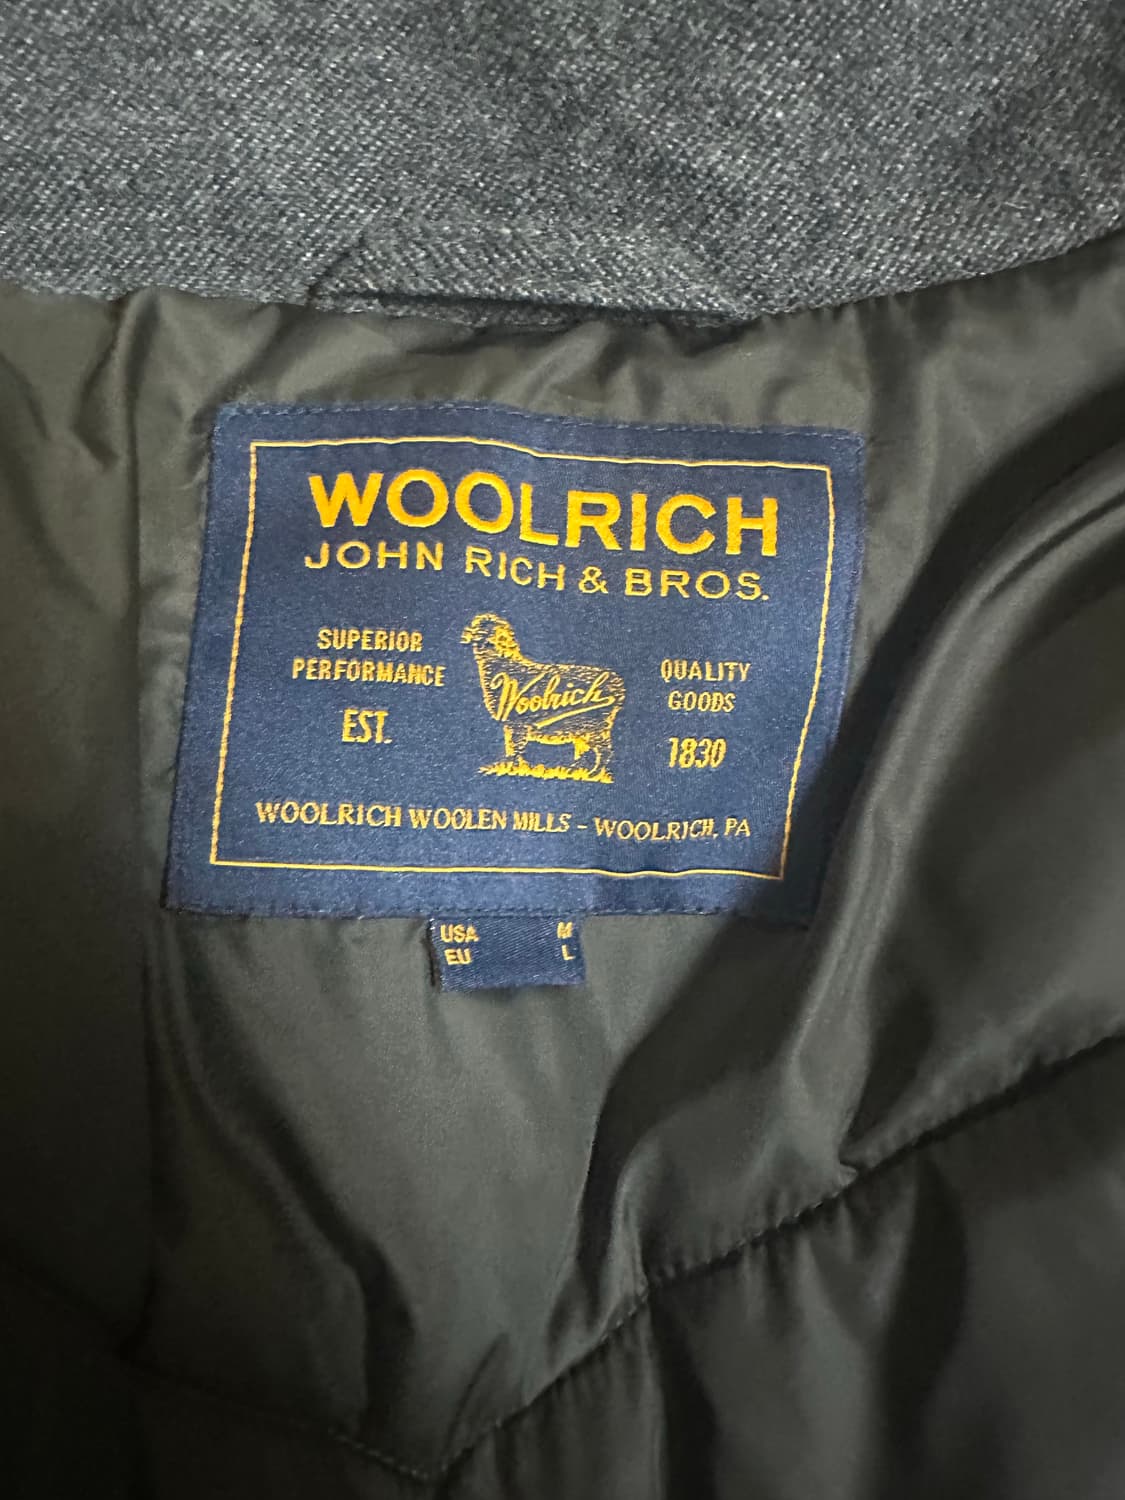 WOOLRICH
JOHN RICH & BROS.
SUPERIOR
PERFORMANCE
EST.
Woolrich
QUALITY
GOODS
1830
WOOLRICH WOOLEN MILLS - WOOLRICH, PA
USA M
EU L